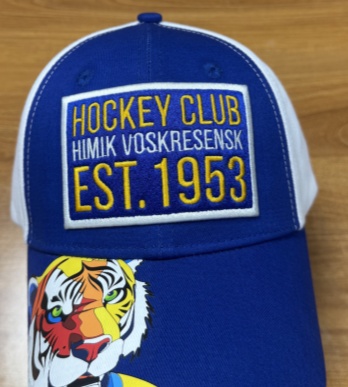 HOCKEY CLUB
HIMIK VOSKRESENSK
EST. 1953